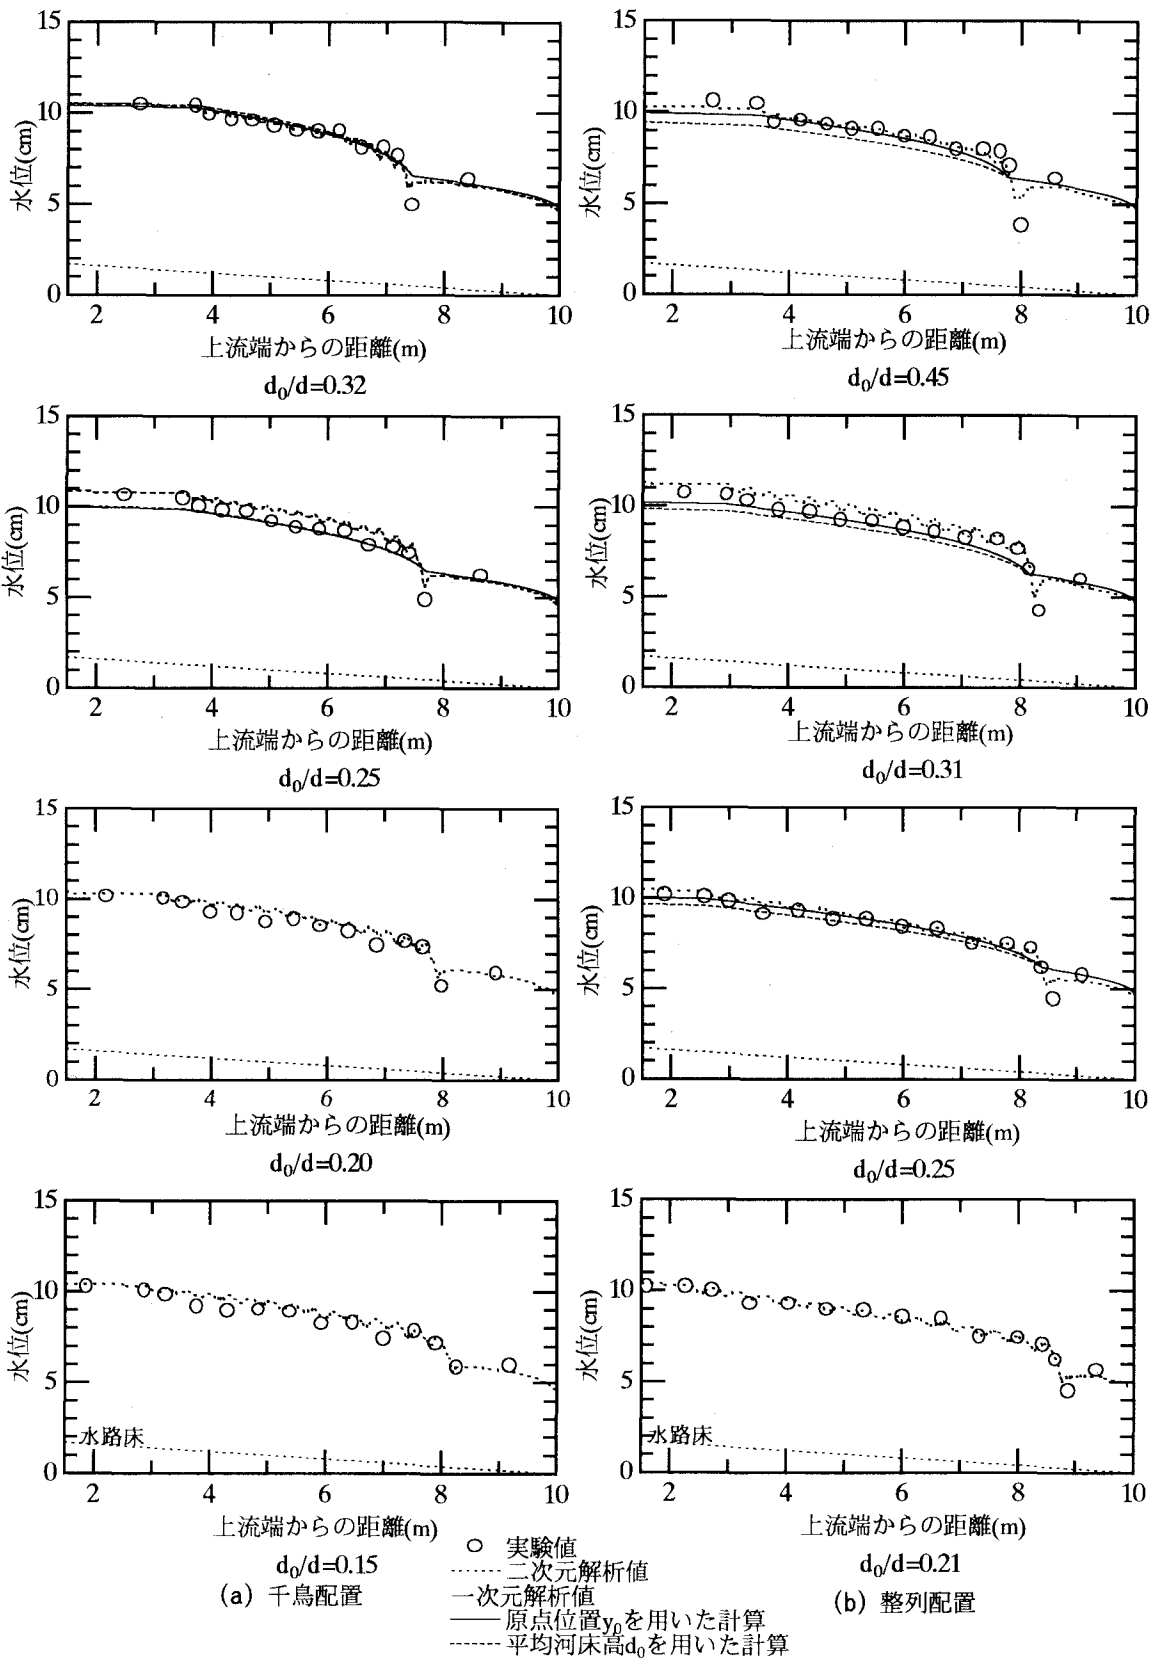 15
10
5
0
水位(cm)
2 4 6 8 10
上流端からの距離(m)
d₀/d=0.32
15
10
5
0
水位(cm)
2 4 6 8 10
上流端からの距離(m)
d₀/d=0.45
15
10
5
0
水位(cm)
2 4 6 8 10
上流端からの距離(m)
d₀/d=0.25
15
10
5
0
水位(cm)
2 4 6 8 10
上流端からの距離(m)
d₀/d=0.31
15
10
5
0
水位(cm)
2 4 6 8 10
上流端からの距離(m)
d₀/d=0.20
15
10
5
0
水位(cm)
2 4 6 8 10
上流端からの距離(m)
d₀/d=0.25
15
10
5
0
水位(cm)
水路床
2 4 6 8 10
上流端からの距離(m)
d₀/d=0.15
(a) 千鳥配置
15
10
5
0
水位(cm)
水路床
2 4 6 8 10
上流端からの距離(m)
d₀/d=0.21
(b) 整列配置
実験値
二次元解析値
一次元解析値
原点位置y₀を用いた計算
平均河床高d₀を用いた計算